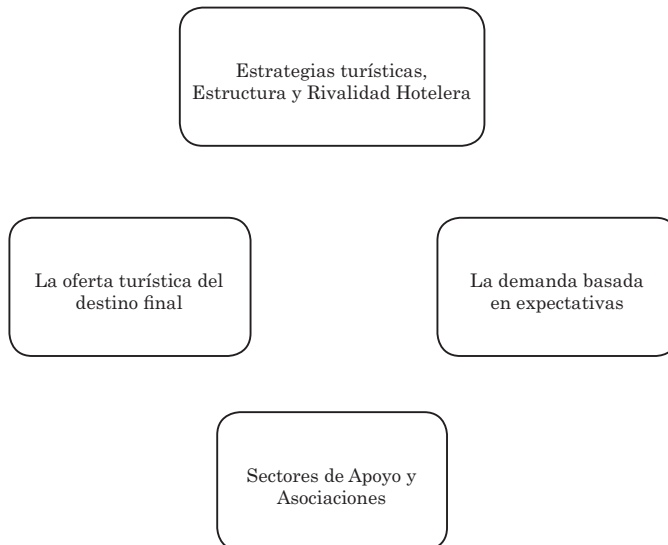 Estrategias turísticas,
Estructura y Rivalidad Hotelera
La oferta turística del
destino final
La demanda basada
en expectativas
Sectores de Apoyo y
Asociaciones